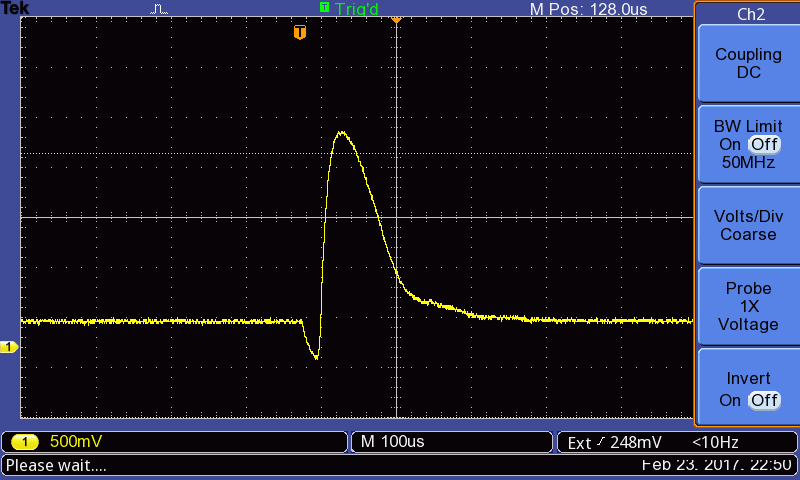 Tek T Trig'd M Pos: 128.0us Ch2
T
Coupling
DC
BW Limit
On Off
50MHz
Volts/Div
Coarse
Probe
1X
Voltage
1
Invert
On Off
1 500mV M 100us Ext 248mV <10Hz
Please wait.... Feb 23, 2017, 22:50